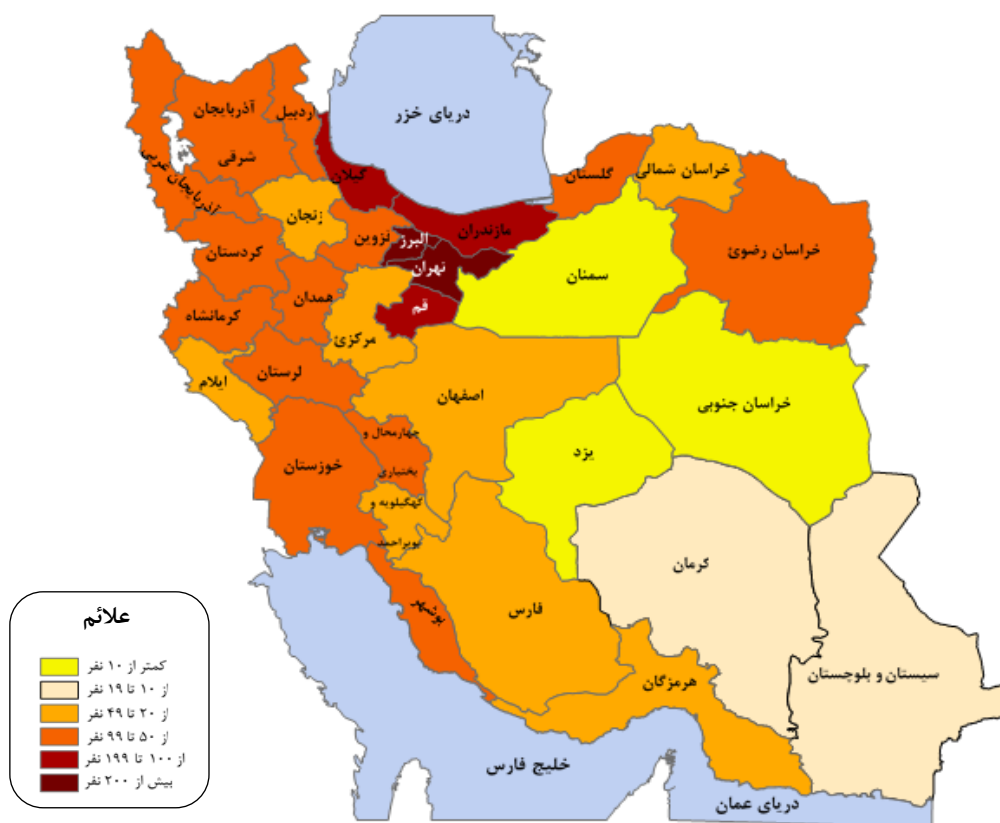 دریای خزر
آذربایجان
شرقی
اردبیل
آذربایجان غربی
گیلان
مازندران
گلستان
خراسان شمالی
خراسان رضوئ
زنجان
قزوین
البرز
تهران
قم
سمنان
کردستان
همدان
کرمانشاه
مرکزئ
لرستان
ایلام
اصفهان
خراسان جنوبی
یزد
چهارمحال و
بختیاری
خوزستان
کهگیلویه و
بویراحمد
کرمان
فارس
بوشهر
هرمزگان
سیستان و بلوچستان
خلیج فارس
دریای عمان
علائم
کمتر از ۱۰ نفر
از ۱۰ تا ۱۹ نفر
از ۲۰ تا ۴۹ نفر
از ۵۰ تا ۹۹ نفر
از ۱۰۰ تا ۱۹۹ نفر
بیش از ۲۰۰ نفر